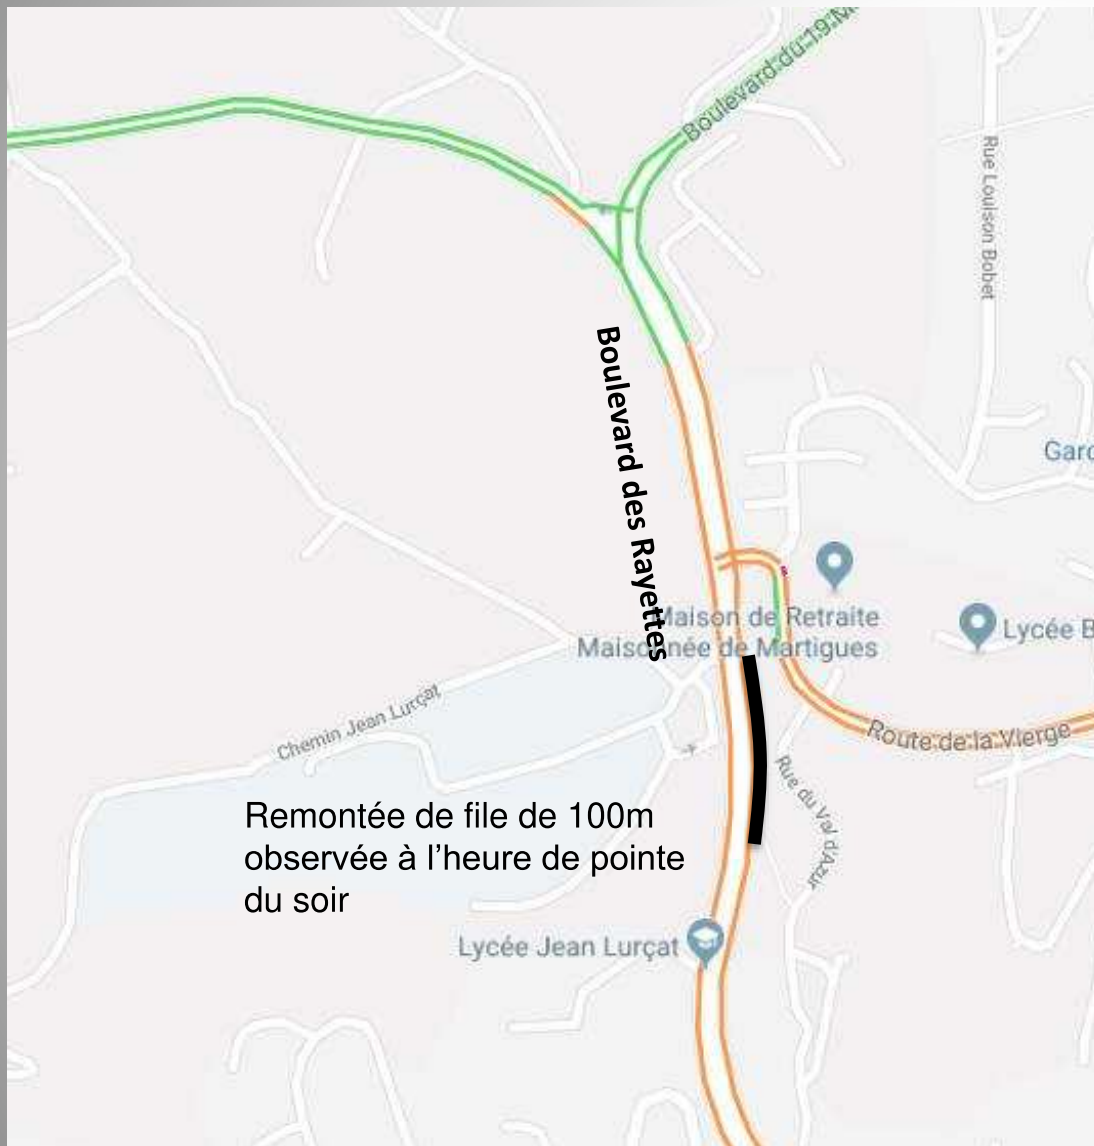 Boulevard du 19 M
Rue Louison Bobet
Boulevard des Rayettes
Garc
Maison de Retraite
Maisonnée de Martigues
Lycée B
Chemin Jean Lurçat
Route de la Vierge
Rue du Val d'Azur
Remontée de file de 100m
observée à l'heure de pointe
du soir
Lycée Jean Lurçat